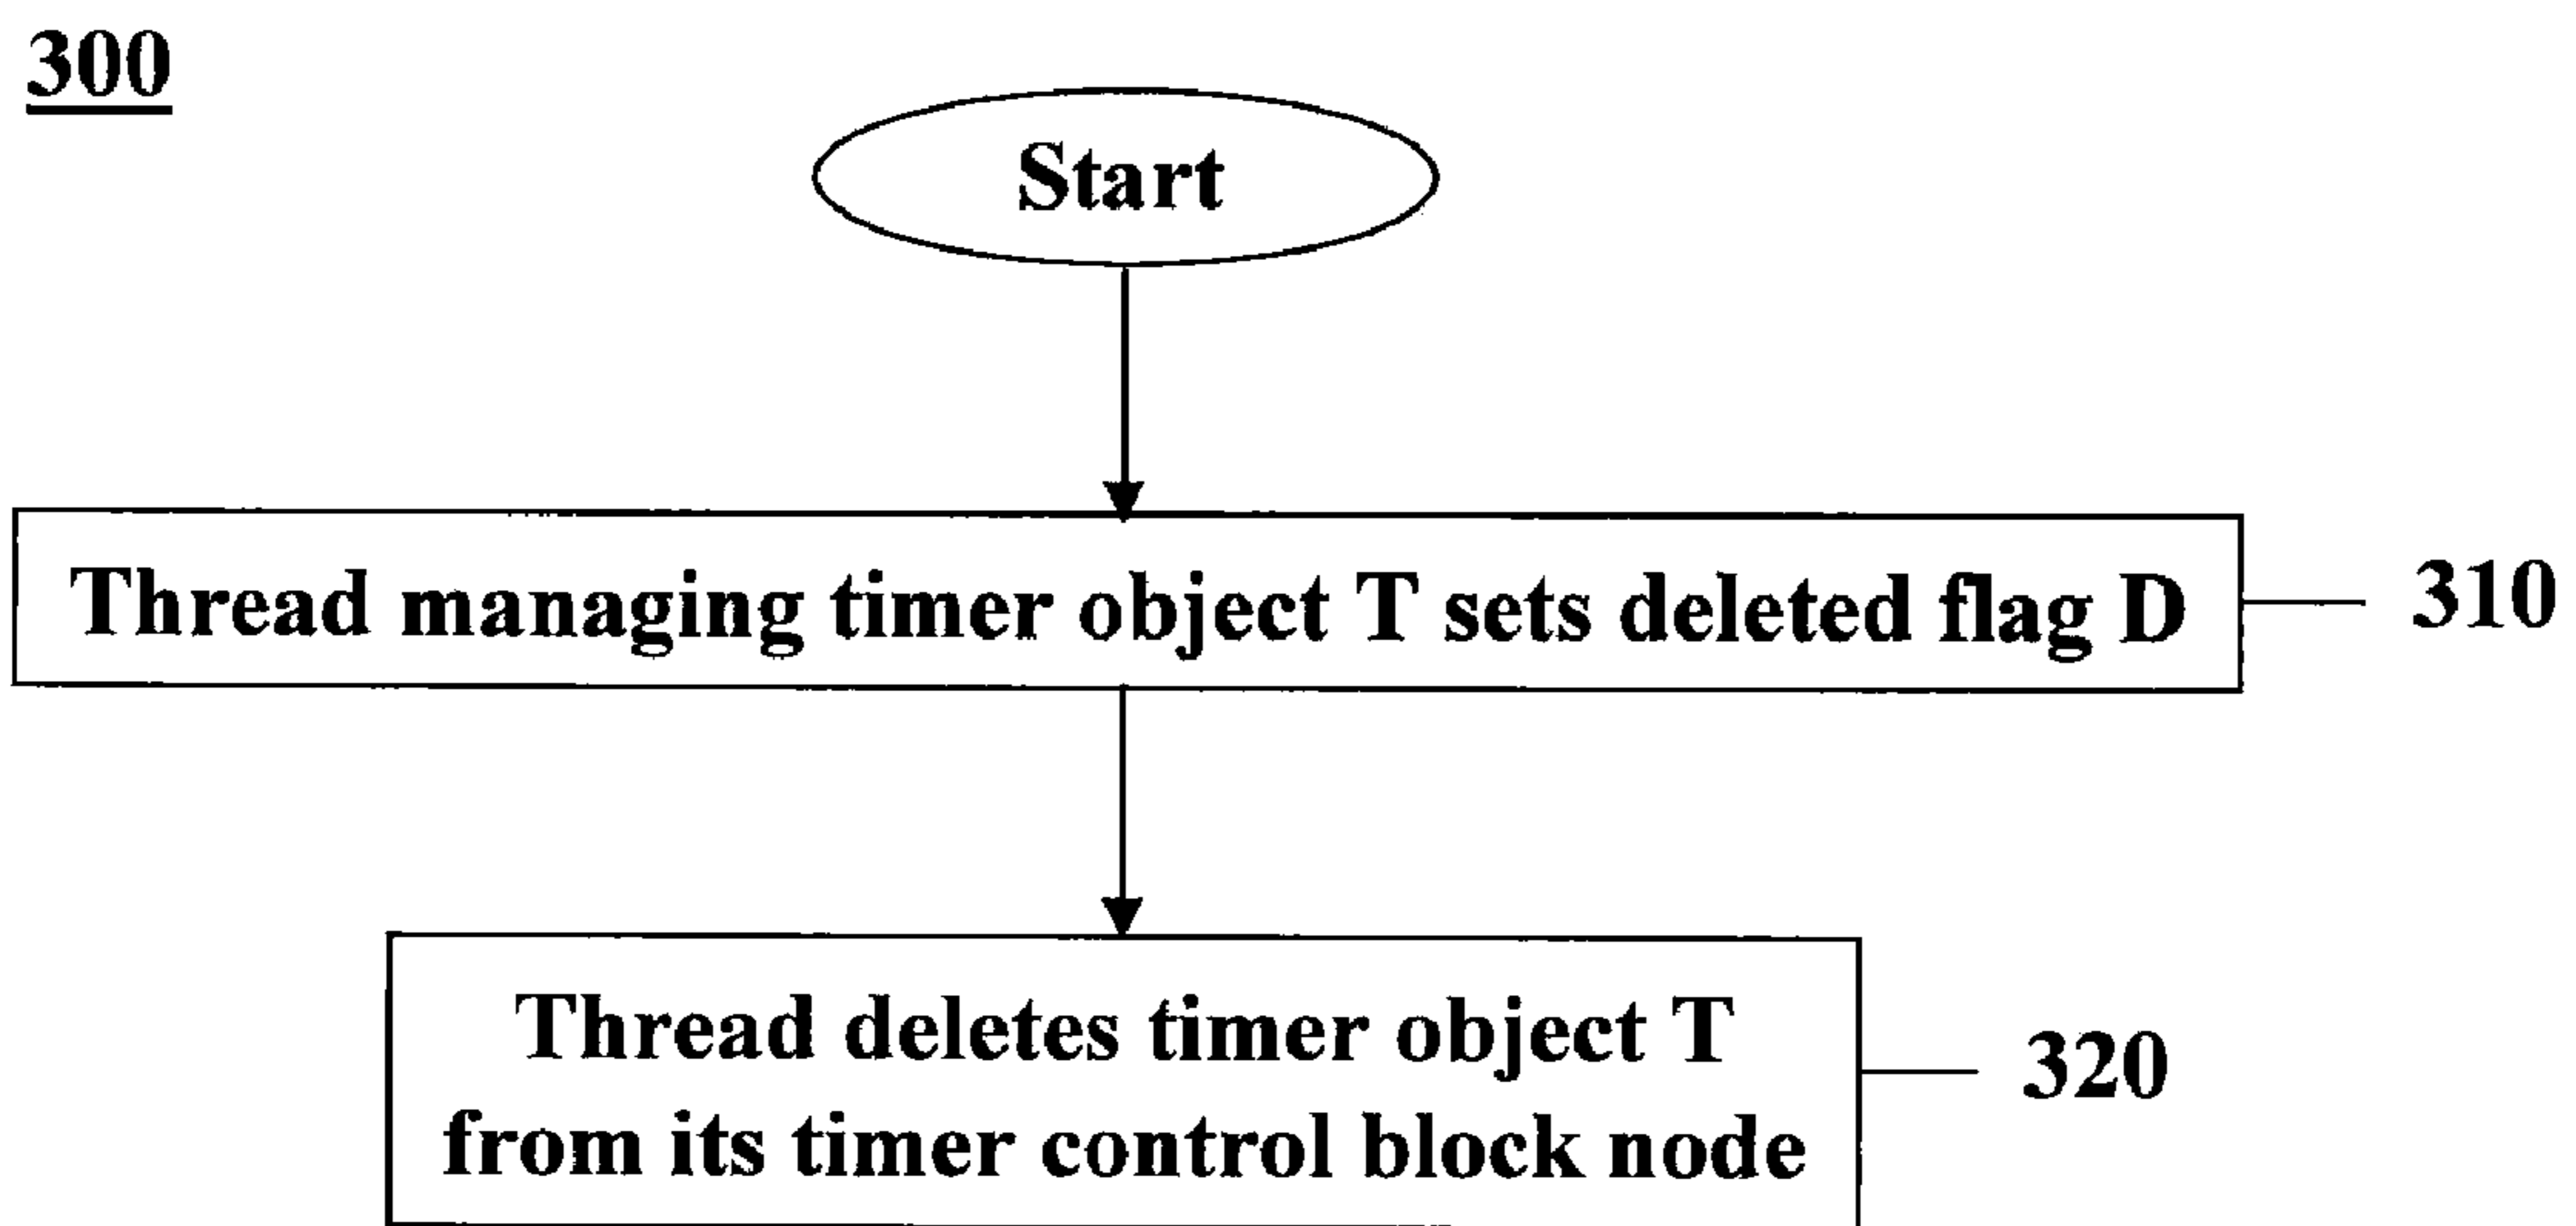 300
Start
Thread managing timer object T sets deleted flag D
310
Thread deletes timer object T
from its timer control block node
320